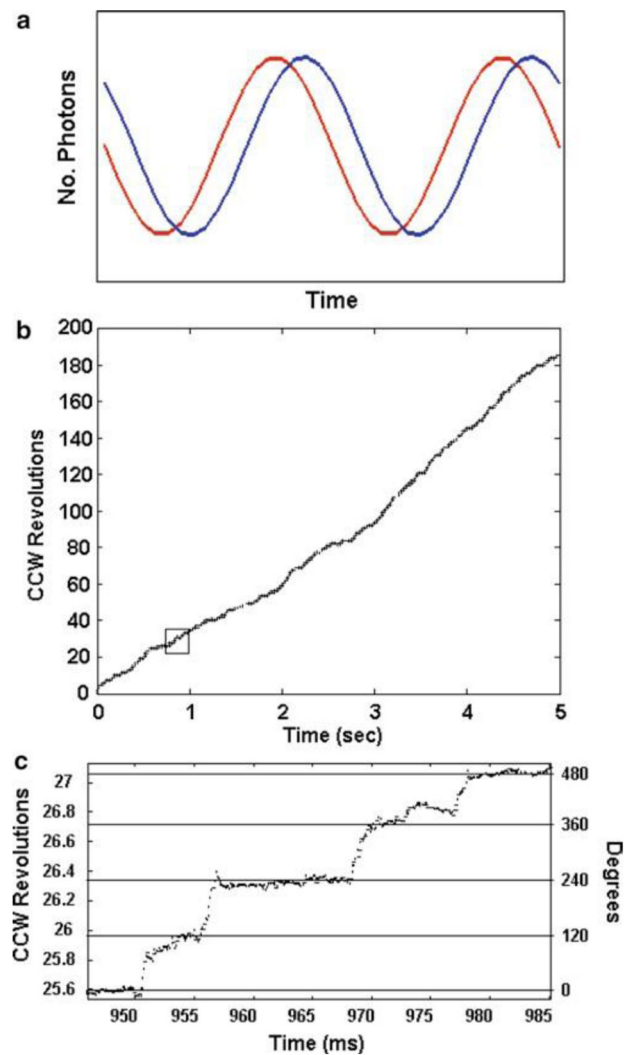 a
No. Photons
Time
b
CCW Revolutions
200
180
160
140
120
100
80
60
40
20
0
0 1 2 3 4 5
Time (sec)
c
CCW Revolutions
27
26.8
26.6
26.4
26.2
26
25.8
25.6
480
360
240
120
0
Degrees
950 955 960 965 970 975 980 985
Time (ms)